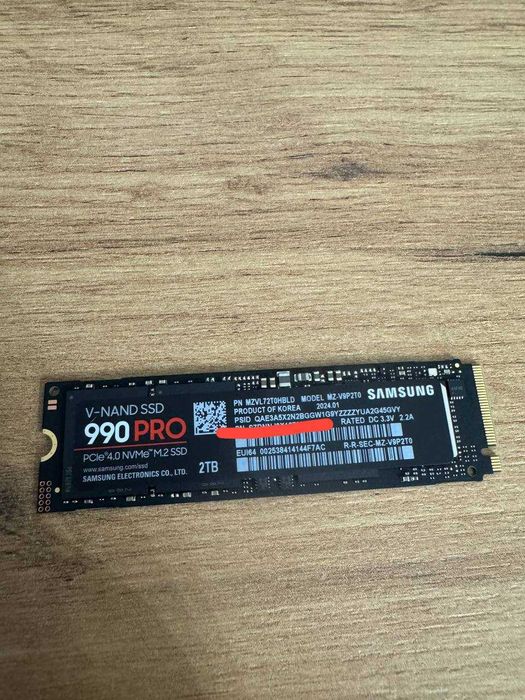 V-NAND SSD
990 PRO
PCIe® 4.0 NVMe™ M.2 SSD
www.samsung.com/ssd
SAMSUNG ELECTRONICS CO., LTD.
2TB
PN MZVL72T0HBLD MODEL MZ-V9P2T0
PRODUCT OF KOREA 2024.01
PSID QAE3A5X2N2BGGW1G9YZZZZYUA2G45GVY
RATED DC 3.3V 2.2A
EUI64 002538414144F7AC R-R-SEC-MZ-V9P2T0
SAMSUNG